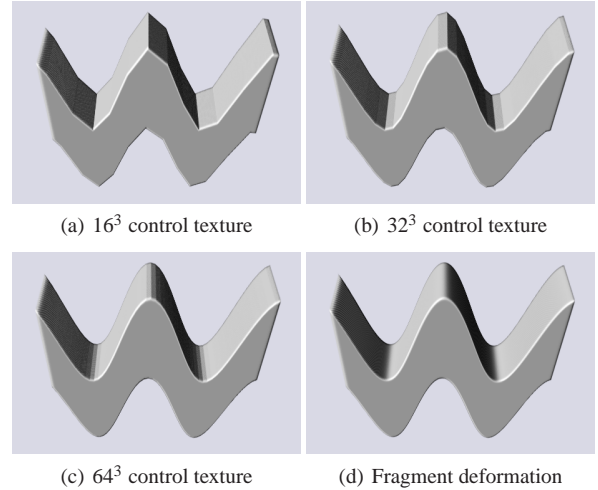 (a) 16³ control texture
(b) 32³ control texture
(c) 64³ control texture
(d) Fragment deformation